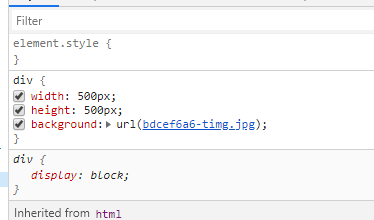 Filter
element.style {
}
div {
width: 500px;
height: 500px;
background: url(bdcef6a6-timg.jpg);
}
div {
display: block;
}
Inherited from html